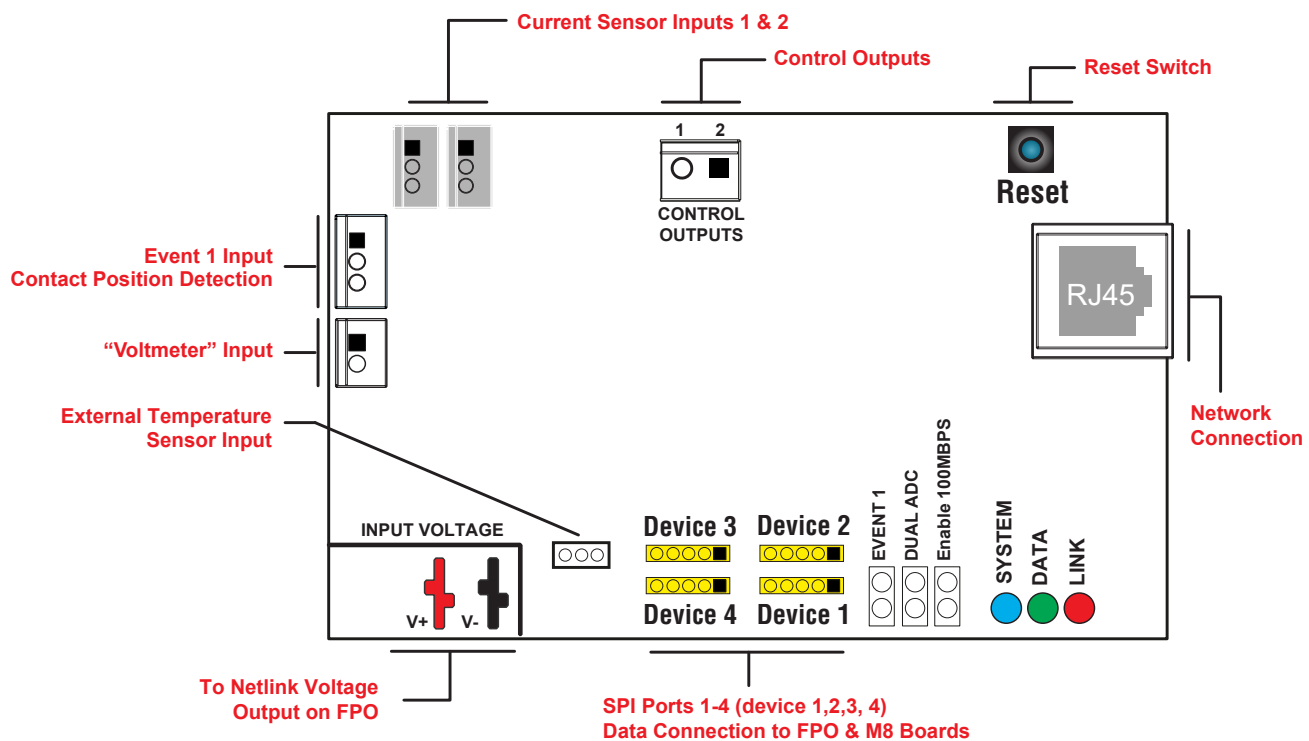 Current Sensor Inputs 1 & 2
Control Outputs
Reset Switch
1 2
CONTROL
OUTPUTS
Reset
Event 1 Input
Contact Position Detection
RJ45
“Voltmeter” Input
External Temperature
Sensor Input
Network
Connection
INPUT VOLTAGE
V+ V-
Device 3 Device 2
Device 4 Device 1
EVENT 1
DUAL ADC
Enable 100MBPS
SYSTEM
DATA
LINK
To Netlink Voltage
Output on FPO
SPI Ports 1-4 (device 1,2,3, 4)
Data Connection to FPO & M8 Boards